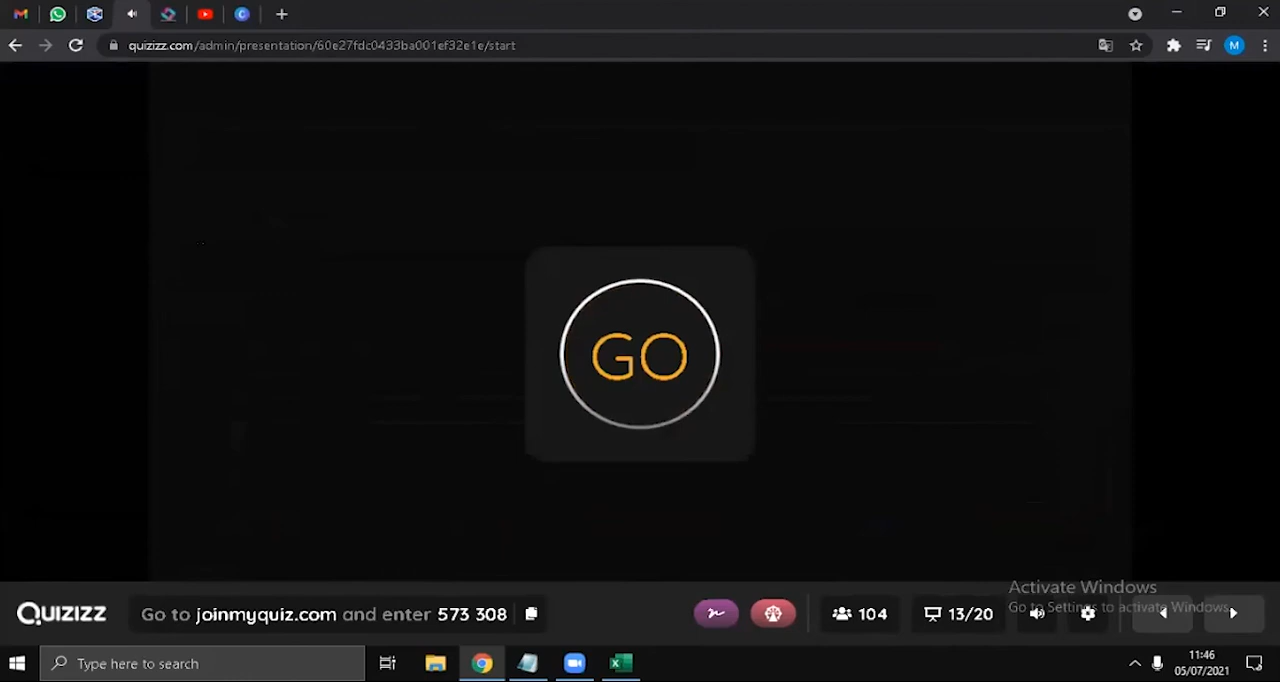 quizizz.com/admin/presentation/60e27fdc0433ba001ef32e1e/start
M
GO
Activate Windows
Go to Settings to activate Windows.
QUIZIZZ
Go to joinmyquiz.com and enter 573 308
104
13/20
Type here to search
11:46
05/07/2021